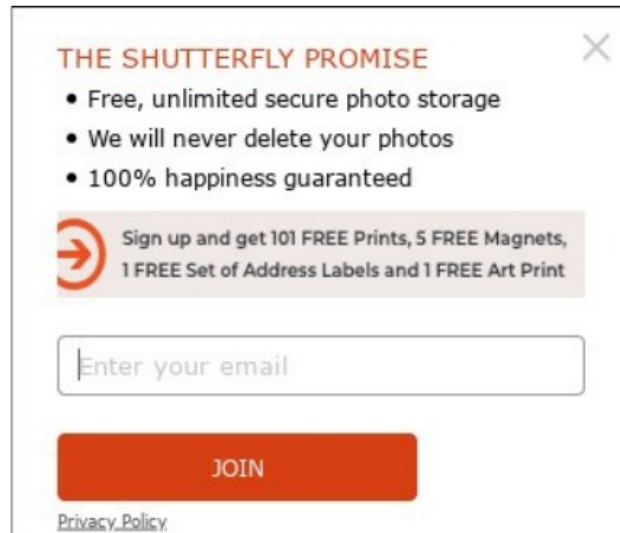 THE SHUTTERFLY PROMISE
• Free, unlimited secure photo storage
• We will never delete your photos
• 100% happiness guaranteed
Sign up and get 101 FREE Prints, 5 FREE Magnets,
1 FREE Set of Address Labels and 1 FREE Art Print
Enter your email
JOIN
Privacy Policy